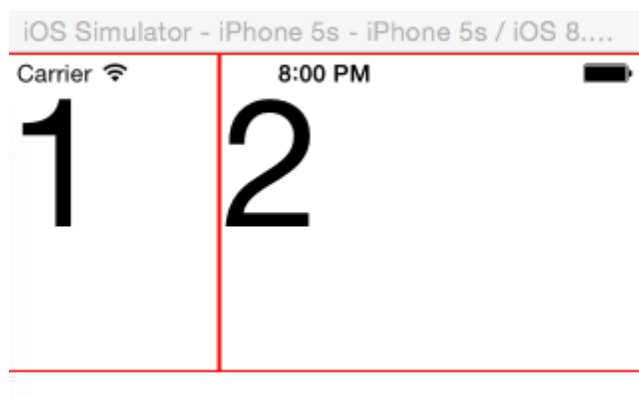 iOS Simulator - iPhone 5s - iPhone 5s / iOS 8....
Carrier 8:00 PM
1 2